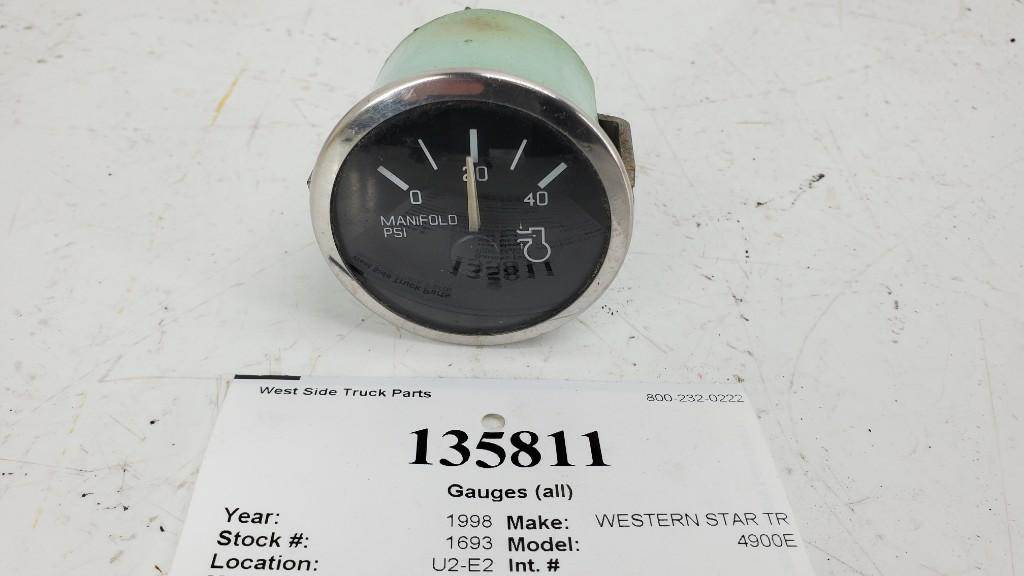 20
0
40
MANIFOLD
PSI
West Side Truck Parts 800-232-0222
135811
Gauges (all)
Year: 1998 Make: WESTERN STAR TR
Stock #: 1693 Model: 4900E
Location: U2-E2 Int. #